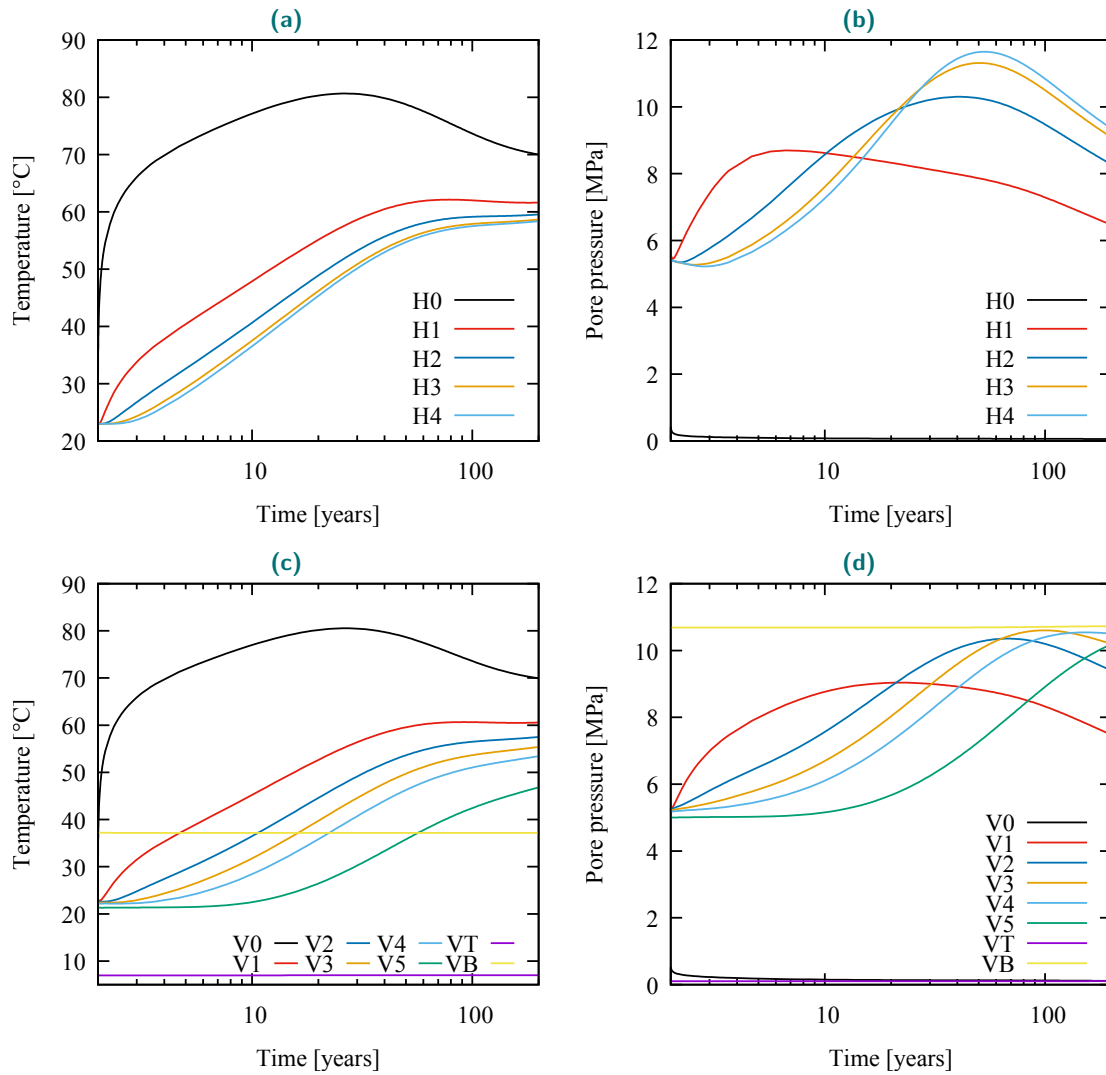 (a)
90
80
70
60
50
40
30
20
Temperature [°C]
H0
H1
H2
H3
H4
10
100
Time [years]
(b)
12
10
8
6
4
2
0
Pore pressure [MPa]
H0
H1
H2
H3
H4
10
100
Time [years]
(c)
90
80
70
60
50
40
30
20
10
Temperature [°C]
V0 V2 V4 VT
V1 V3 V5 VB
10
100
Time [years]
(d)
12
10
8
6
4
2
0
Pore pressure [MPa]
V0
V1
V2
V3
V4
V5
VT
VB
10
100
Time [years]